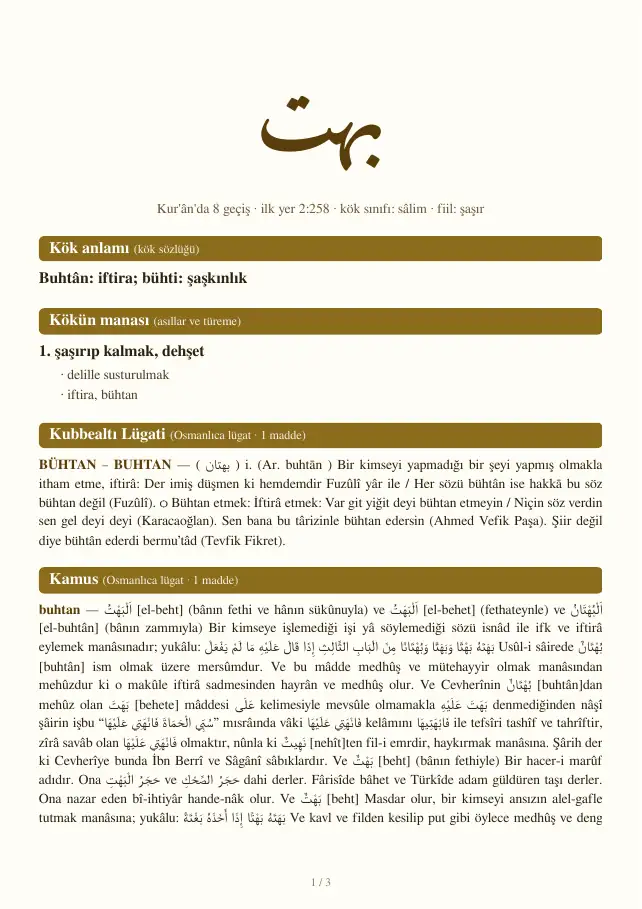 بهت
Kur'ân'da 8 geçiş · ilk yer 2:258 · kök sınıfı: sâlim · fiil: şaşır
Kök anlamı (kök sözlüğü)
Buhtân: iftira; bühti: şaşkınlık
Kökün manası (asıllar ve türeme)
1. şaşırıp kalmak, dehşet
· delille susturulmak
· iftira, bühtan
Kubbealtı Lügati (Osmanlıca lügat · 1 madde)
BÜHTAN – BUHTAN — ( بهتان ) i. (Ar. buhtān ) Bir kimseyi yapmadığı bir şeyi yapmış olmakla
itham etme, iftirâ: Der imiş düşmen ki hemdemdir Fuzûlî yâr ile / Her sözü bühtân ise hakkā bu söz
bühtan değil (Fuzûlî). o Bühtan etmek: İftirâ etmek: Var git yiğit deyi bühtan etmeyin / Niçin söz verdin
sen gel deyi deyi (Karacaoğlan). Sen bana bu târizinle bühtan edersin (Ahmed Vefik Paşa). Şiir değil
diye bühtân ederdi bermu’tâd (Tevfik Fikret).
Kamus (Osmanlıca lügat · 1 madde)
buhtan — اَلْبَهْتُ [el-beht] (bânın fethi ve hânın sükûnuyla) ve اَلْبَهَتُ [el-behet] (fethateynle) ve اَلْبُهْتَانُ
[el-buhtân] (bânın zammıyla) Bir kimseye işlemediği işi yâ söylemediği sözü isnâd ile ifk ve iftirâ
eylemek manâsınadır; yukâlu: بَهَتَهُ بَهْتًا وَبَهَتًا وَبُهْتَانًا مِنَ الْبَابِ الثَّالِثِ إِذَا قَالَ عَلَيْهِ مَا لَمْ يَفْعَلْ Usûl-i sâirede بُهْتَانٌ
[buhtân] ism olmak üzere mersûmdur. Ve bu mâdde medhûş ve mütehayyir olmak manâsından
mehûzdur ki o makûle iftirâ sadmesinden hayrân ve medhûş olur. Ve Cevherînin بُهْتَانٌ [buhtân]dan
mehûz olan بَهَتَ [behete] mâddesi عَلَى kelimesiyle mevsûle olmamakla بَهَتَ عَلَيْهِ denmediğinden nâşî
şâirin işbu “سُبِّي الْحَمَاةَ فَابْهَتِي عَلَيْهَا” mısraında vâki فَابْهَتِي عَلَيْهَا kelâmını فَابْهَتِيهَا ile tefsîri tashîf ve tahrîftir,
zîrâ savâb olan فَانْهَتِي عَلَيْهَا olmaktır, nûnla ki نَهِيتٌ [nehît]ten fil-i emrdir, haykırmak manâsına. Şârih der
ki Cevherîye bunda İbn Berrî ve Sâgânî sâbıklardır. Ve بَهْتٌ [beht] (bânın fethiyle) Bir hacer-i marûf
adıdır. Ona حَجَرُ الْبَهْتِ ve حَجَرُ الضَّحَكِ dahi derler. Fârisîde bâhet ve Türkîde adam güldüren taşı derler.
Ona nazar eden bî-ihtiyâr hande-nâk olur. Ve بَهْتٌ [beht] Masdar olur, bir kimseyi ansızın alel-gafle
tutmak manâsına; yukâlu: بَهَتَهُ بَهْتًا إِذَا أَخَذَهُ بَغْتَةً Ve kavl ve filden kesilip put gibi öylece medhûş ve deng
1 / 3